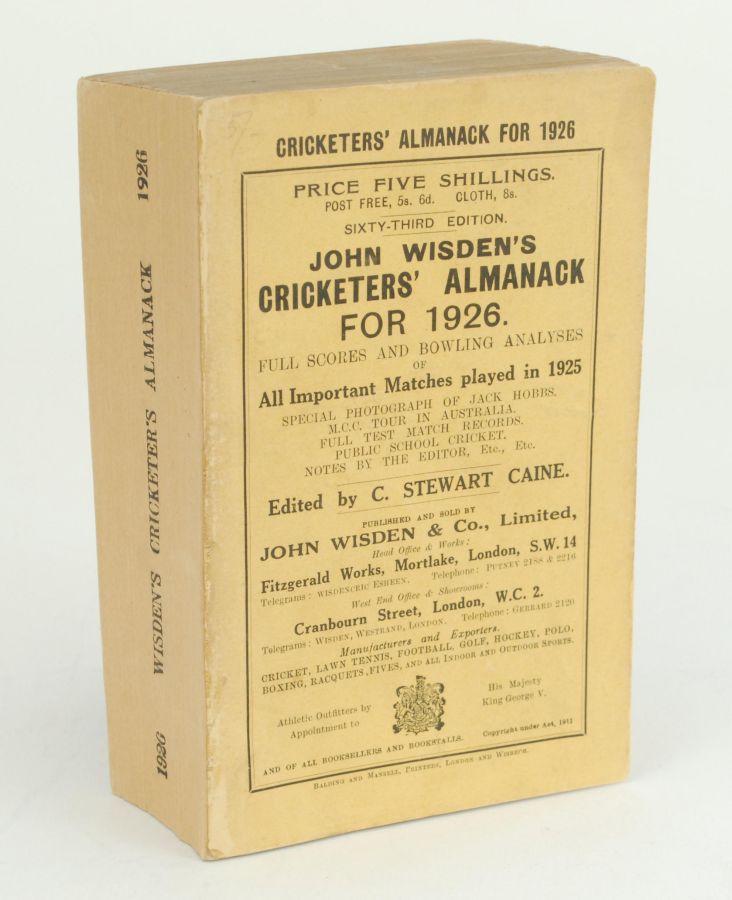 1926 WISDEN'S CRICKETER'S ALMANACK 1926
CRICKETERS' ALMANACK FOR 1926
PRICE FIVE SHILLINGS.
POST FREE, 5s. 6d. CLOTH, 8s.
SIXTY-THIRD EDITION.
JOHN WISDEN'S
CRICKETERS' ALMANACK
FOR 1926.
FULL SCORES AND BOWLING ANALYSES
OF
All Important Matches played in 1925
SPECIAL PHOTOGRAPH OF JACK HOBBS.
M.C.C. TOUR IN AUSTRALIA.
FULL TEST MATCH RECORDS.
PUBLIC SCHOOL CRICKET.
NOTES BY THE EDITOR, Etc., Etc.
Edited by C. STEWART CAINE.
PUBLISHED AND SOLD BY
JOHN WISDEN & Co., Limited,
Head Office & Works:
Fitzgerald Works, Mortlake, London, S.W. 14
Telegrams: WISDENCRIC ESHEEN. Telephone: PUTNEY 2188 & 2216
West End Office & Showrooms:
Cranbourn Street, London, W.C. 2.
Telegrams: WISDEN, WESTRAND, LONDON. Telephone: GERRARD 2120
Manufacturers and Exporters.
CRICKET, LAWN TENNIS, FOOTBALL, GOLF, HOCKEY, POLO,
BOXING, RACQUETS, FIVES, AND ALL INDOOR AND OUTDOOR SPORTS.
Athletic Outfitters by His Majesty
Appointment to King George V.
AND OF ALL BOOKSELLERS AND BOOKSTALLS. Copyright under Act, 1911
BALDING AND MANSELL, PRINTERS, LONDON AND WISBECH.